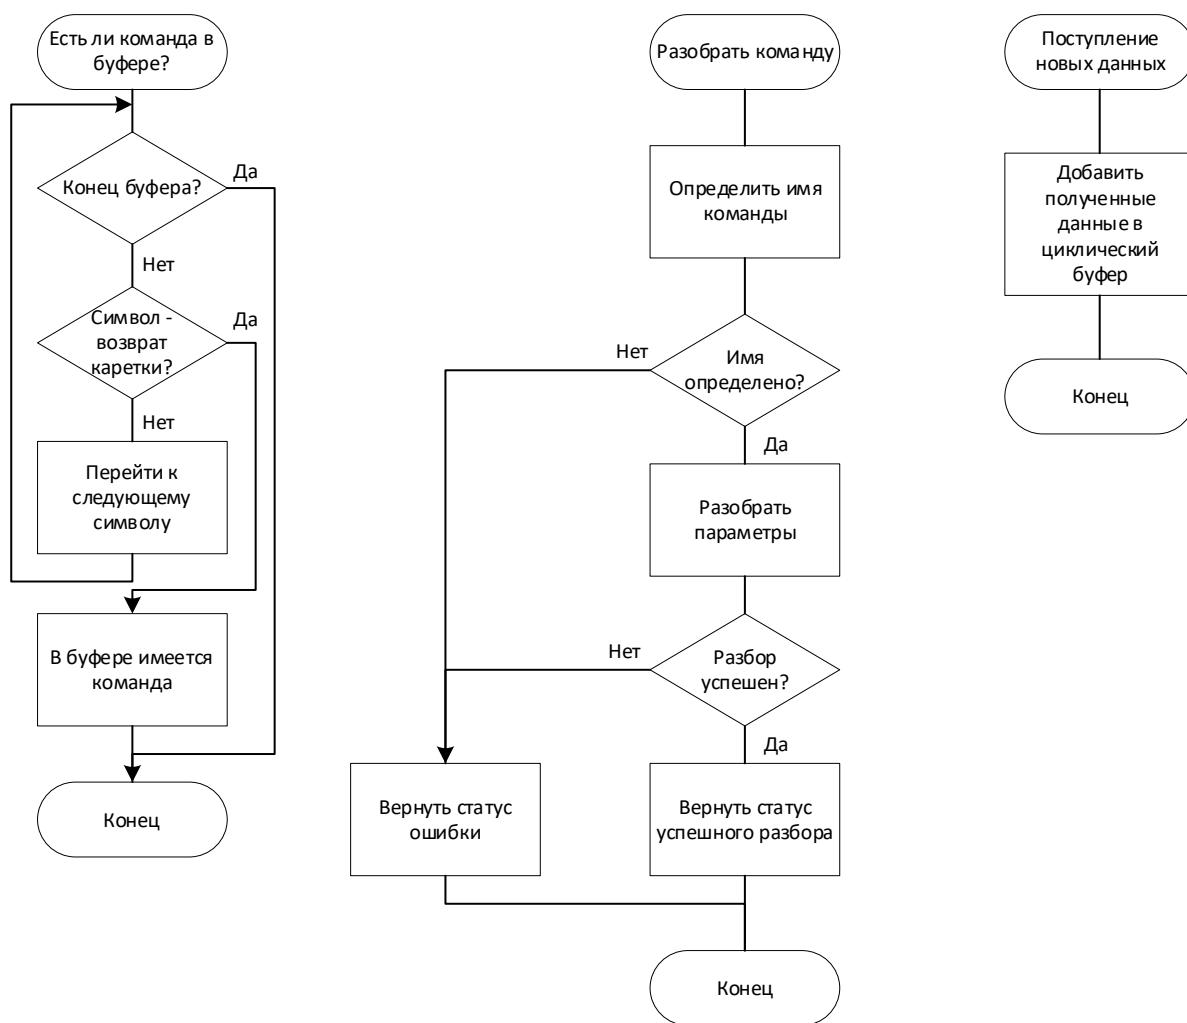 Есть ли команда в
буфере?
Конец буфера?
Да
Нет
Символ -
возврат
каретки?
Да
Нет
Перейти к
следующему
символу
В буфере имеется
команда
Конец
Разобрать команду
Определить имя
команды
Имя
определено?
Нет
Да
Разобрать
параметры
Разбор
успешен?
Нет
Да
Вернуть статус
ошибки
Вернуть статус
успешного разбора
Конец
Поступление
новых данных
Добавить
полученные
данные в
циклический
буфер
Конец